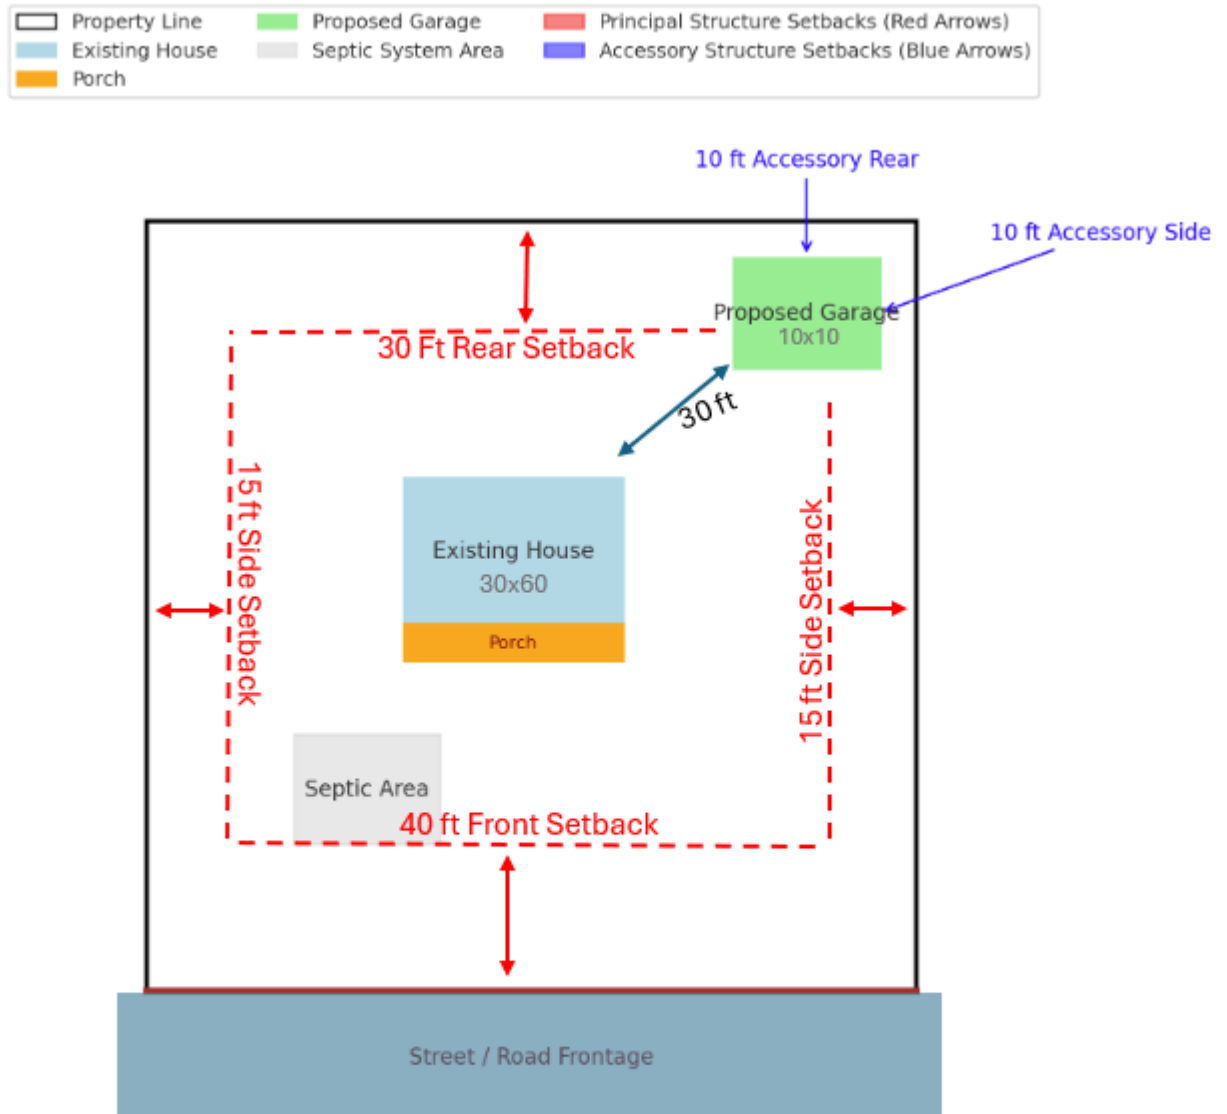 Property Line
Existing House
Porch
Proposed Garage
Septic System Area
Principal Structure Setbacks (Red Arrows)
Accessory Structure Setbacks (Blue Arrows)
10 ft Accessory Rear
10 ft Accessory Side
Proposed Garage
10x10
30 Ft Rear Setback
30 ft
15 ft Side Setback
Existing House
30x60
Porch
15 ft Side Setback
Septic Area
40 ft Front Setback
Street / Road Frontage